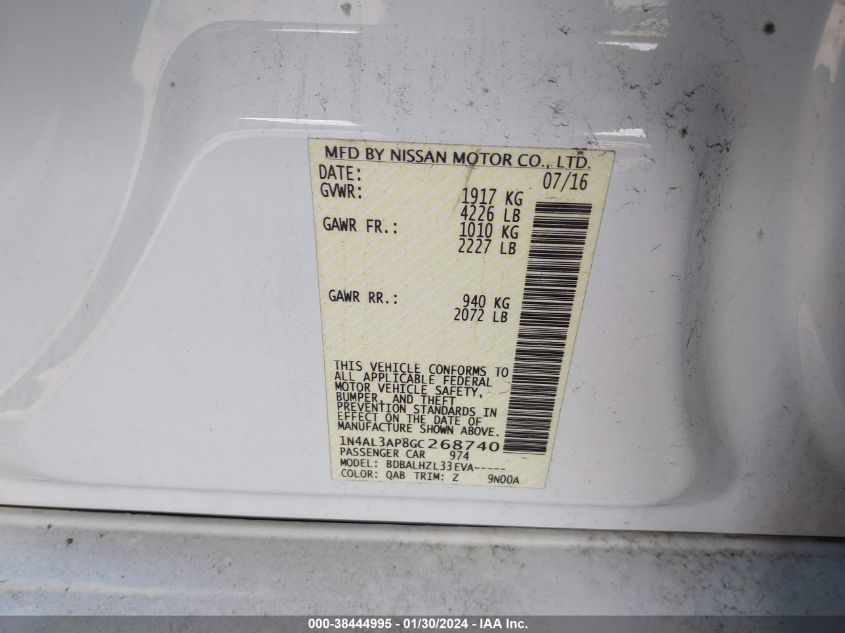 MFD BY NISSAN MOTOR CO., LTD.
DATE: 07/16
GVWR: 1917 KG
4226 LB
GAWR FR.: 1010 KG
2227 LB
GAWR RR.: 940 KG
2072 LB
THIS VEHICLE CONFORMS TO
ALL APPLICABLE FEDERAL
MOTOR VEHICLE SAFETY,
BUMPER, AND THEFT
PREVENTION STANDARDS IN
EFFECT ON THE DATE OF
MANUFACTURE SHOWN ABOVE.
1N4AL3AP8GC268740
PASSENGER CAR 974
MODEL: BDBALHZL33EVA-----
COLOR: QAB TRIM: Z 9N00A
000-38444995 - 01/30/2024 - IAA Inc.